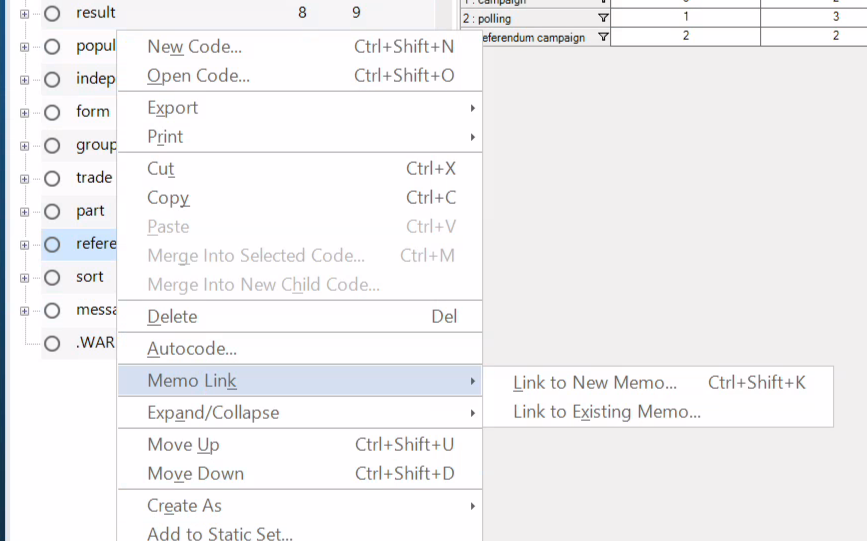 result 8 9
popul
indep
form
group
trade
part
refere
sort
messa
.WAR
1 : campaign
2 : polling 1 3
eferendum campaign 2 2
New Code... Ctrl+Shift+N
Open Code... Ctrl+Shift+O
Export
Print
Cut Ctrl+X
Copy Ctrl+C
Paste Ctrl+V
Merge Into Selected Code... Ctrl+M
Merge Into New Child Code...
Delete Del
Autocode...
Memo Link
Expand/Collapse
Move Up Ctrl+Shift+U
Move Down Ctrl+Shift+D
Create As
Add to Static Set...
Link to New Memo... Ctrl+Shift+K
Link to Existing Memo...